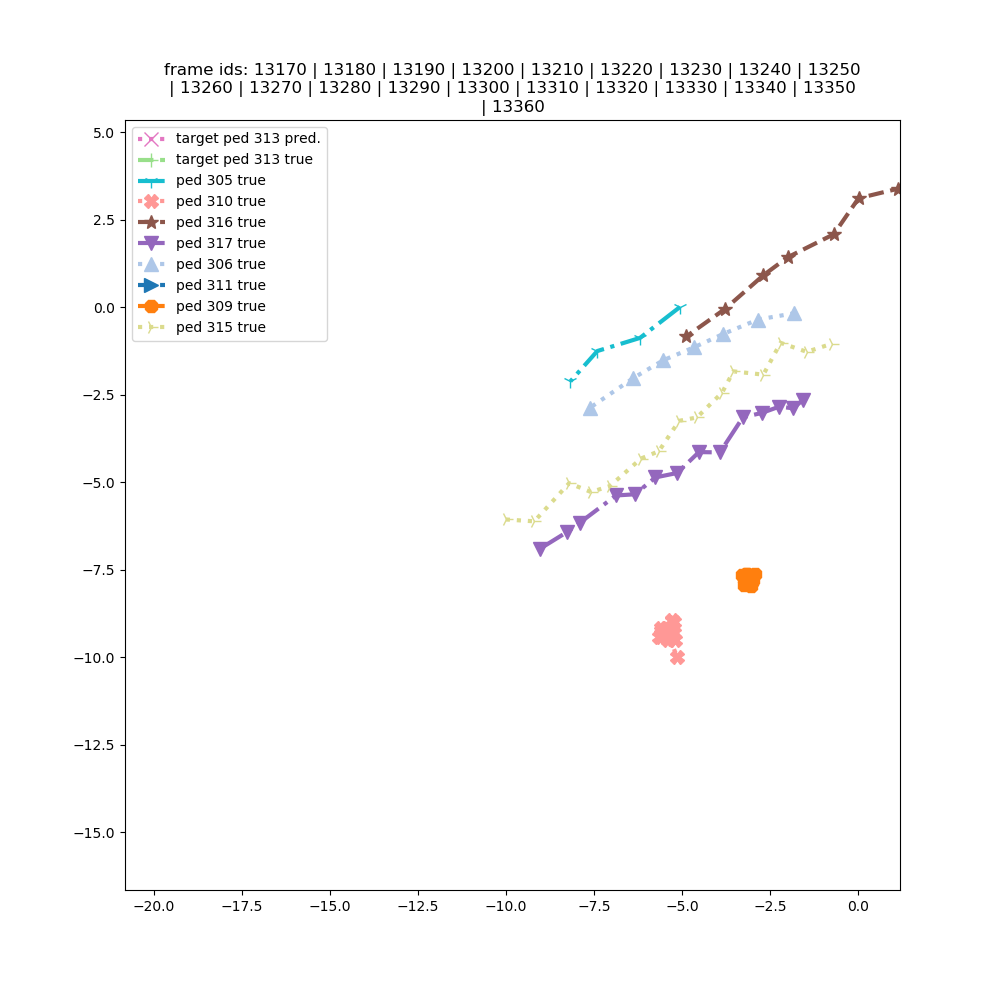 frame ids: 13170 | 13180 | 13190 | 13200 | 13210 | 13220 | 13230 | 13240 | 13250
| 13260 | 13270 | 13280 | 13290 | 13300 | 13310 | 13320 | 13330 | 13340 | 13350
| 13360
target ped 313 pred.
target ped 313 true
ped 305 true
ped 310 true
ped 316 true
ped 317 true
ped 306 true
ped 311 true
ped 309 true
ped 315 true
5.0
2.5
0.0
−2.5
−5.0
−7.5
−10.0
−12.5
−15.0
−20.0 −17.5 −15.0 −12.5 −10.0 −7.5 −5.0 −2.5 0.0